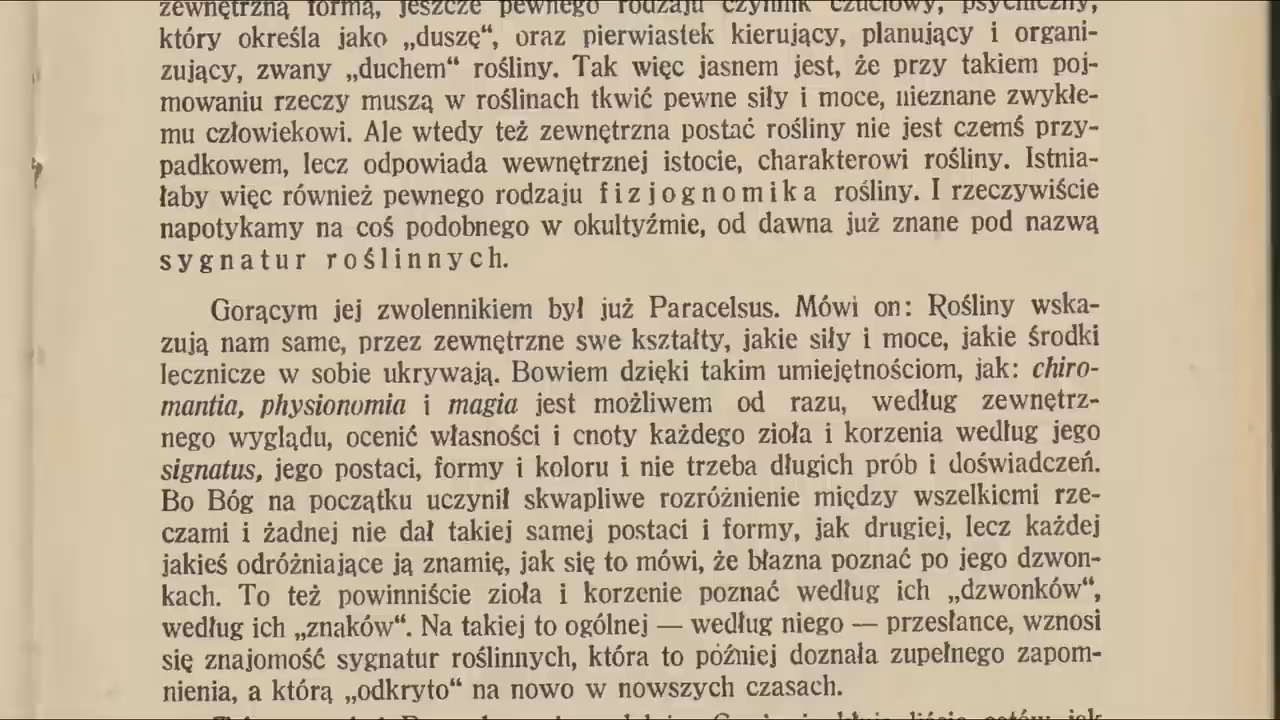 zewnętrzną formą, jeszcze pewnego rodzaju czynnik czuciowy, psychiczny,
który określa jako „duszę“, oraz pierwiastek kierujący, planujący i organi-
zujący, zwany „duchem“ rośliny. Tak więc jasnem jest, że przy takiem poj-
mowaniu rzeczy muszą w roślinach tkwić pewne siły i moce, nieznane zwykłe-
mu człowiekowi. Ale wtedy też zewnętrzna postać rośliny nie jest czemś przy-
padkowem, lecz odpowiada wewnętrznej istocie, charakterowi rośliny. Istnia-
łaby więc również pewnego rodzaju fizjognomika rośliny. I rzeczywiście
napotykamy na coś podobnego w okultyźmie, od dawna już znane pod nazwą
sygnatur roślinnych.
Gorącym jej zwolennikiem był już Paracelsus. Mówi on: Rośliny wska-
zują nam same, przez zewnętrzne swe kształty, jakie siły i moce, jakie środki
lecznicze w sobie ukrywają. Bowiem dzięki takim umiejętnościom, jak: chiro-
mantia, physionomia i magia jest możliwem od razu, według zewnętrz-
nego wyglądu, ocenić własności i cnoty każdego zioła i korzenia według jego
signatus, jego postaci, formy i koloru i nie trzeba długich prób i doświadczeń.
Bo Bóg na początku uczynił skwapliwe rozróżnienie między wszelkiemi rze-
czami i żadnej nie dał takiej samej postaci i formy, jak drugiej, lecz każdej
jakieś odróżniające ją znamię, jak się to mówi, że błazna poznać po jego dzwon-
kach. To też powinniście zioła i korzenie poznać według ich „dzwonków“,
według ich „znaków“. Na takiej to ogólnej — według niego — przesłance, wznosi
się znajomość sygnatur roślinnych, która to później doznała zupełnego zapom-
nienia, a którą „odkryto“ na nowo w nowszych czasach.